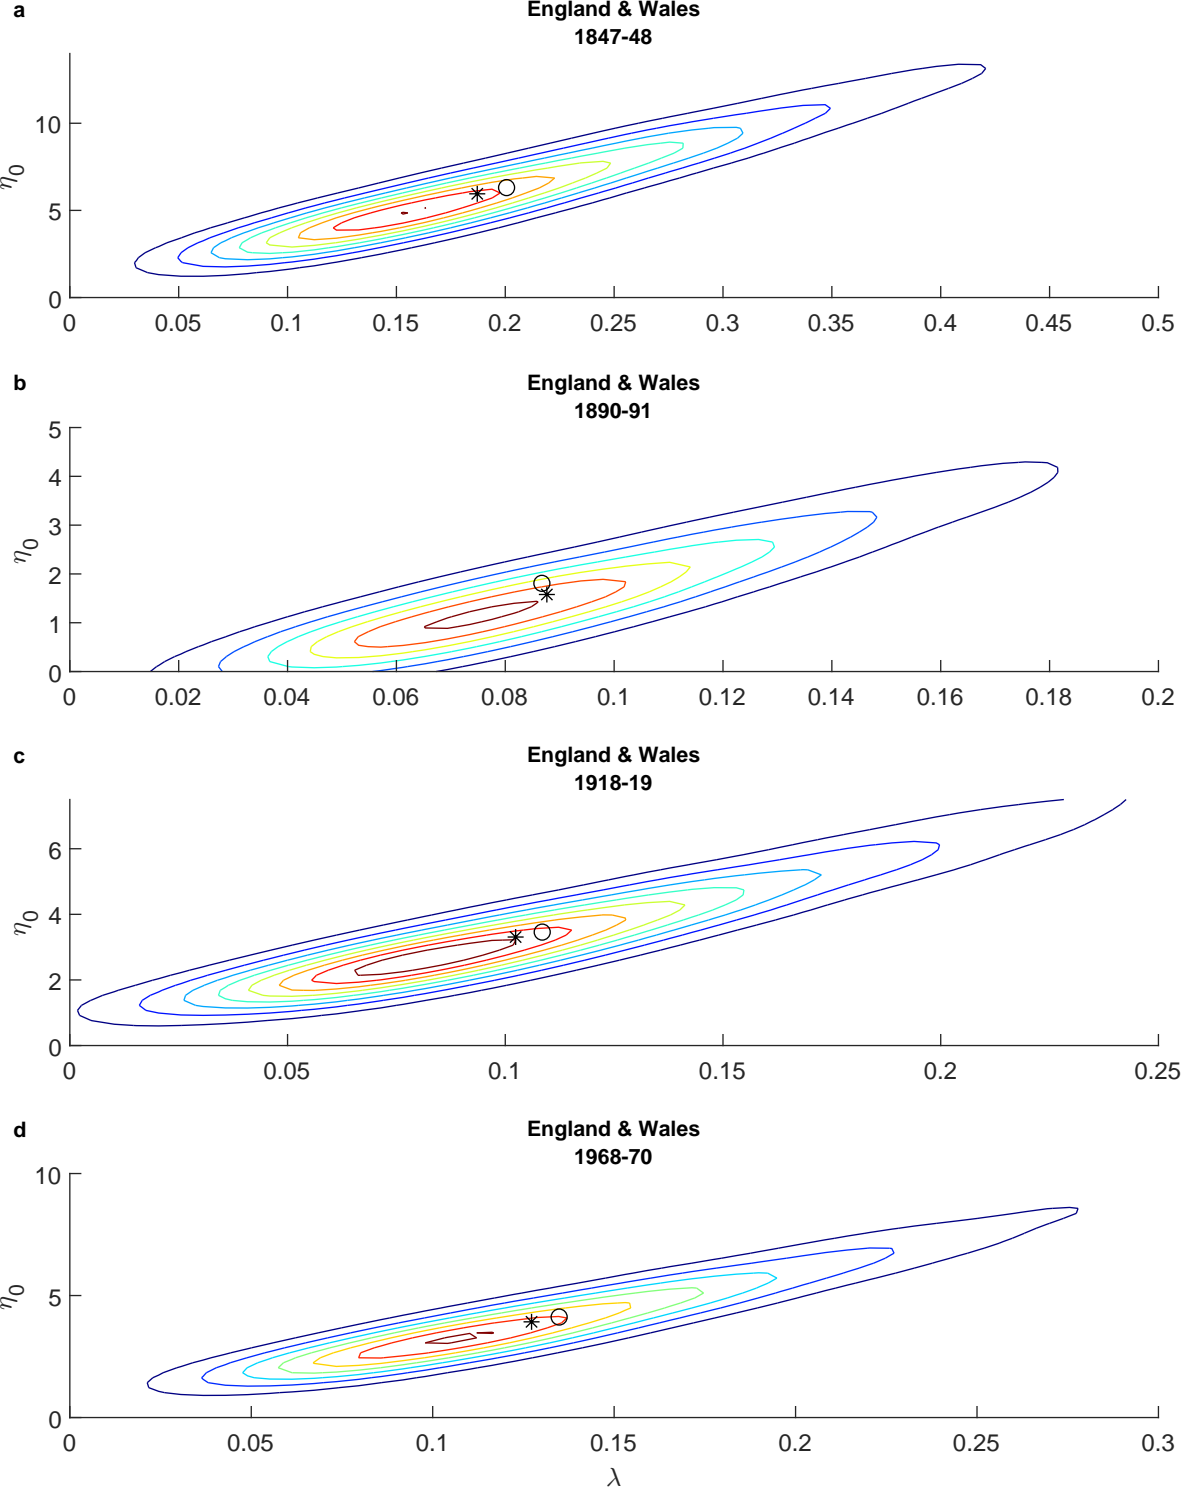 a
England & Wales
1847-48
10
5
0
η0
0 0.05 0.1 0.15 0.2 0.25 0.3 0.35 0.4 0.45 0.5
b
England & Wales
1890-91
5
4
3
2
1
0
η0
0 0.02 0.04 0.06 0.08 0.1 0.12 0.14 0.16 0.18 0.2
c
England & Wales
1918-19
6
4
2
0
η0
0 0.05 0.1 0.15 0.2 0.25
d
England & Wales
1968-70
10
5
0
η0
0 0.05 0.1 0.15 0.2 0.25 0.3
λ